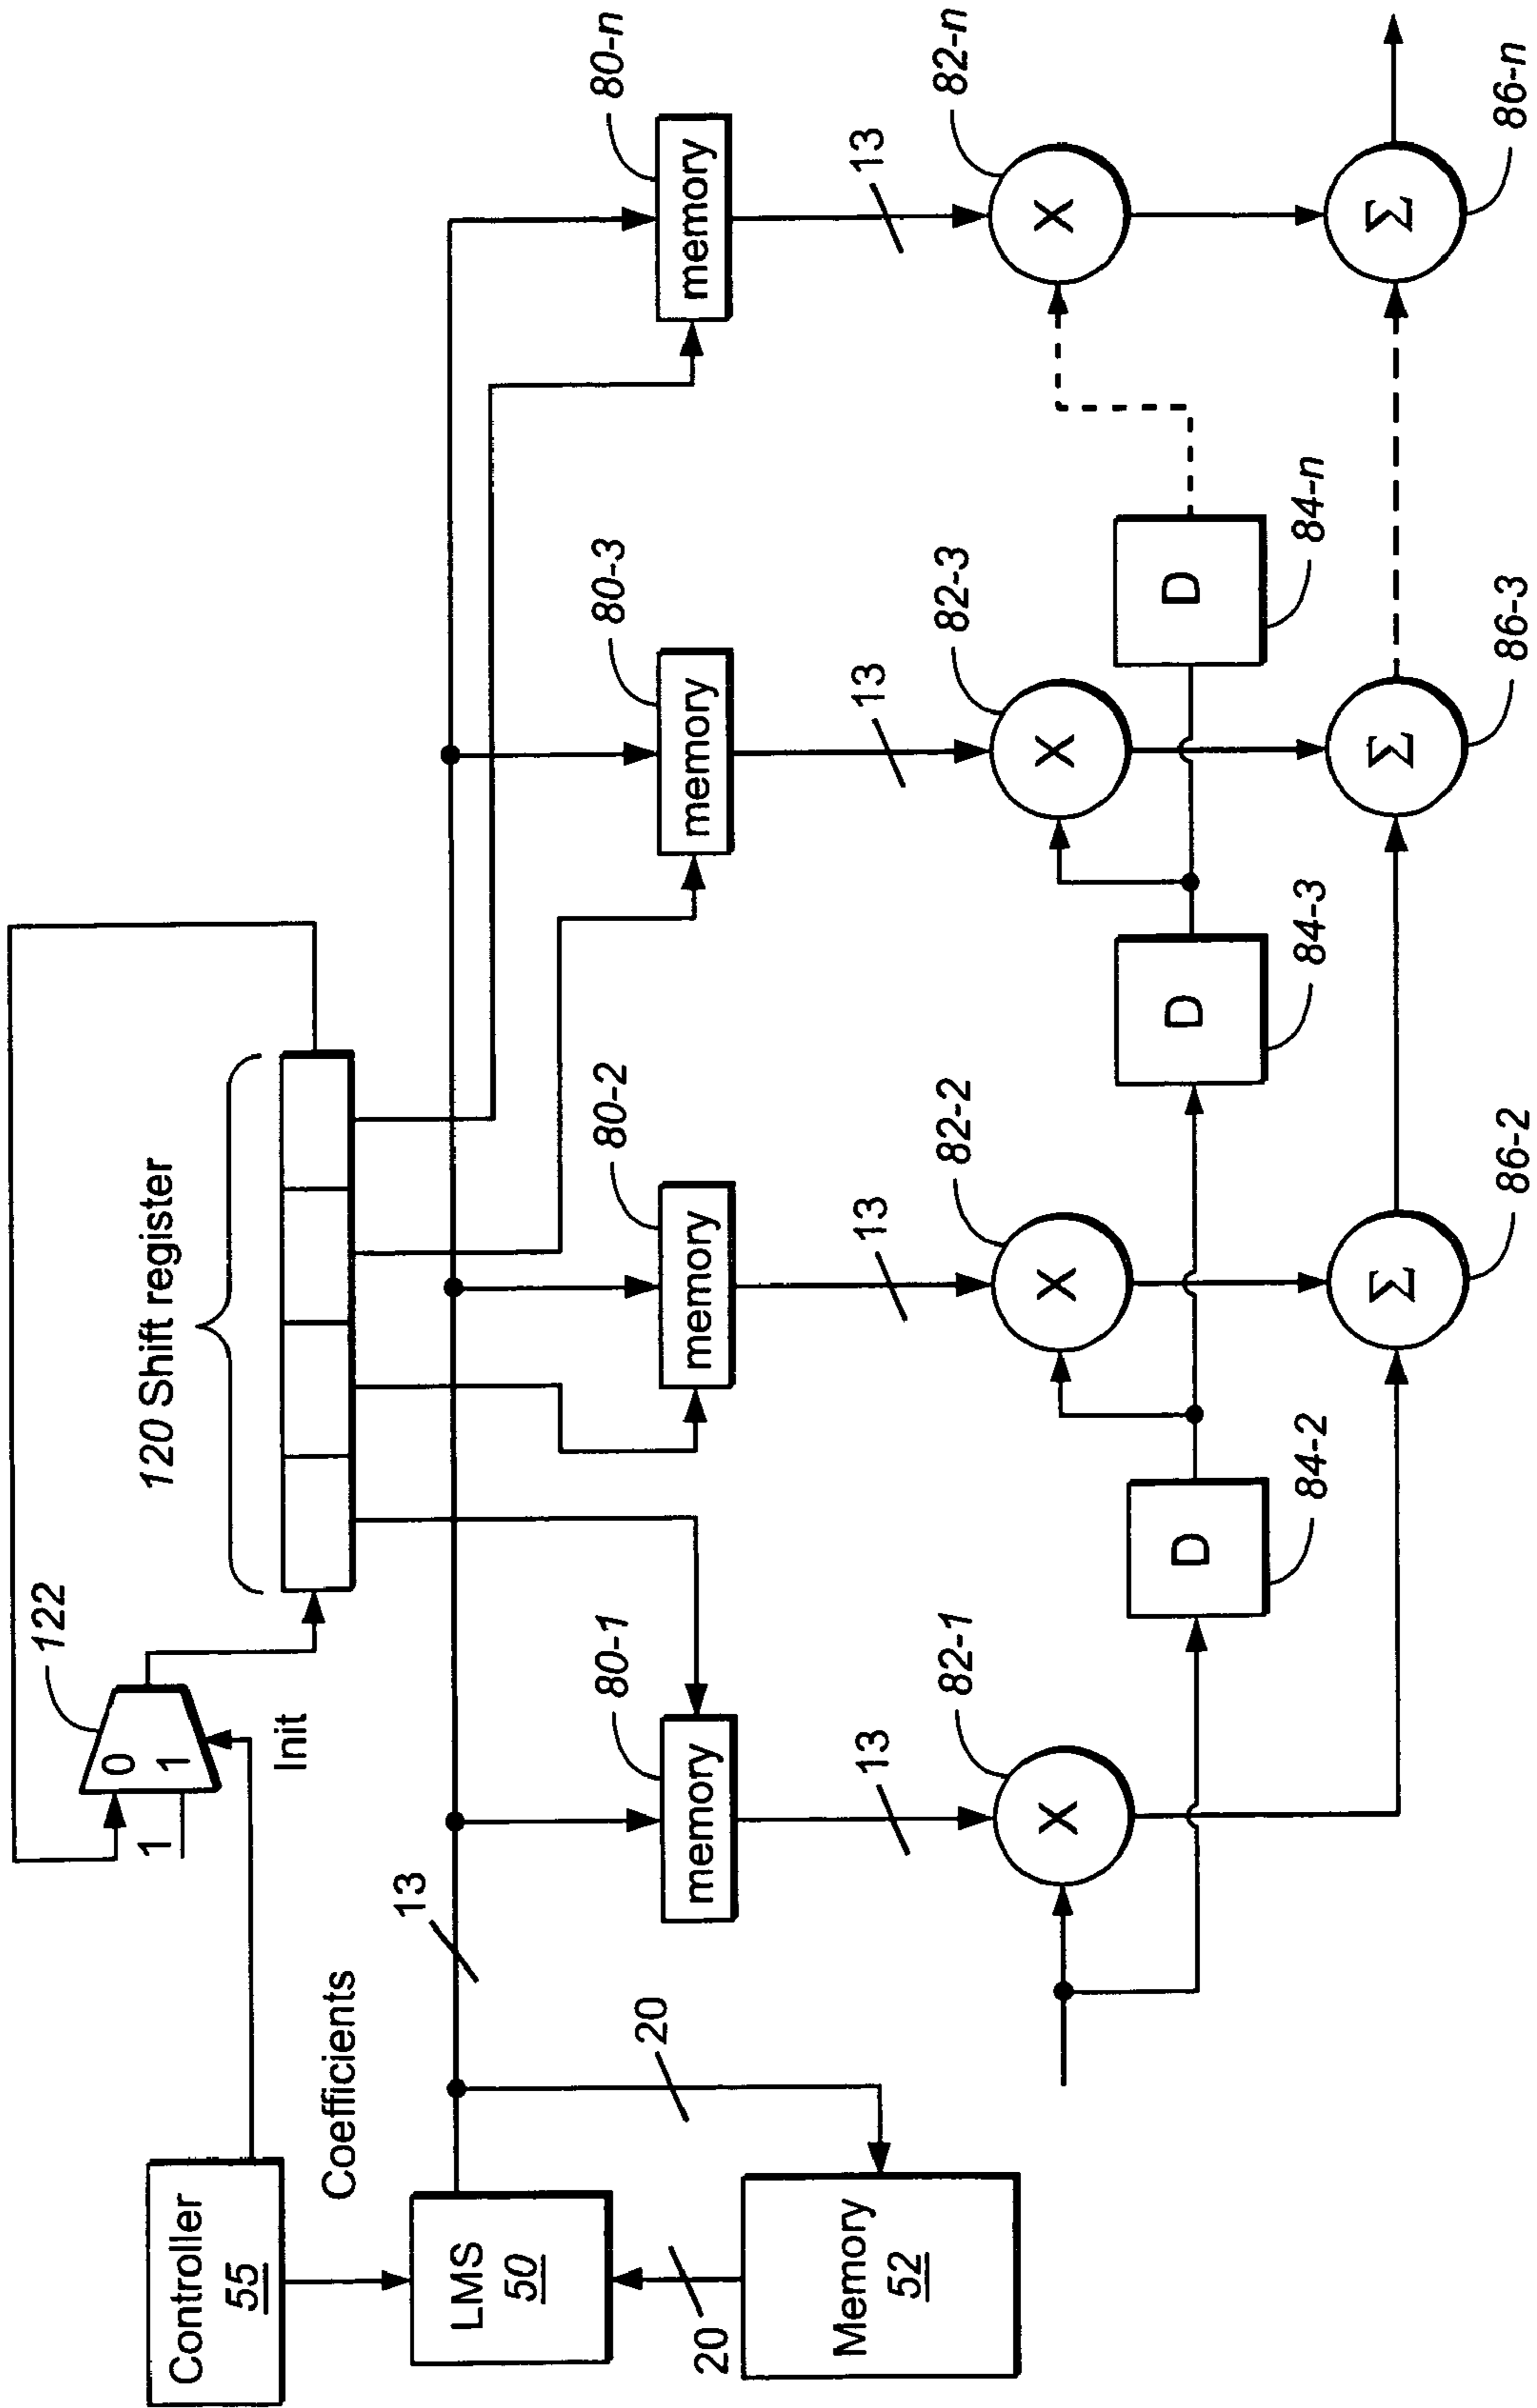 122
120 Shift register
0
1
1
Init
Controller
55
Coefficients
13
LMS
50
20
20
Memory
52
80-1
80-2
80-3
80-n
memory
memory
memory
memory
13
13
13
13
82-1
82-2
82-3
82-n
X
X
X
X
D
D
D
84-2
84-3
84-n
Σ
Σ
Σ
86-2
86-3
86-n